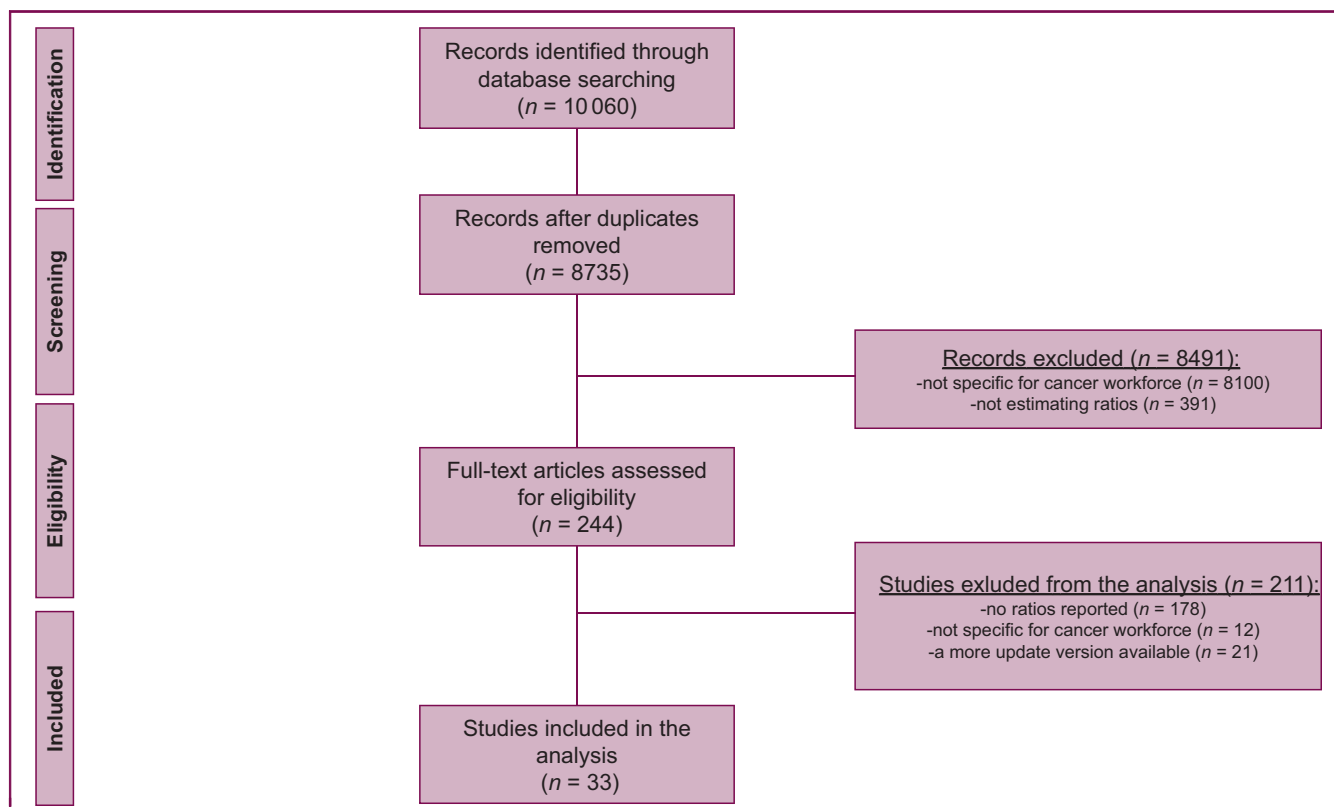 Identification
Records identified through
database searching
(n = 10 060)
Screening
Records after duplicates
removed
(n = 8735)
Records excluded (n = 8491):
-not specific for cancer workforce (n = 8100)
-not estimating ratios (n = 391)
Eligibility
Full-text articles assessed
for eligibility
(n = 244)
Studies exluded from the analysis (n = 211):
-no ratios reported (n = 178)
-not specific for cancer workforce (n = 12)
-a more update version available (n = 21)
Included
Studies included in the
analysis
(n = 33)